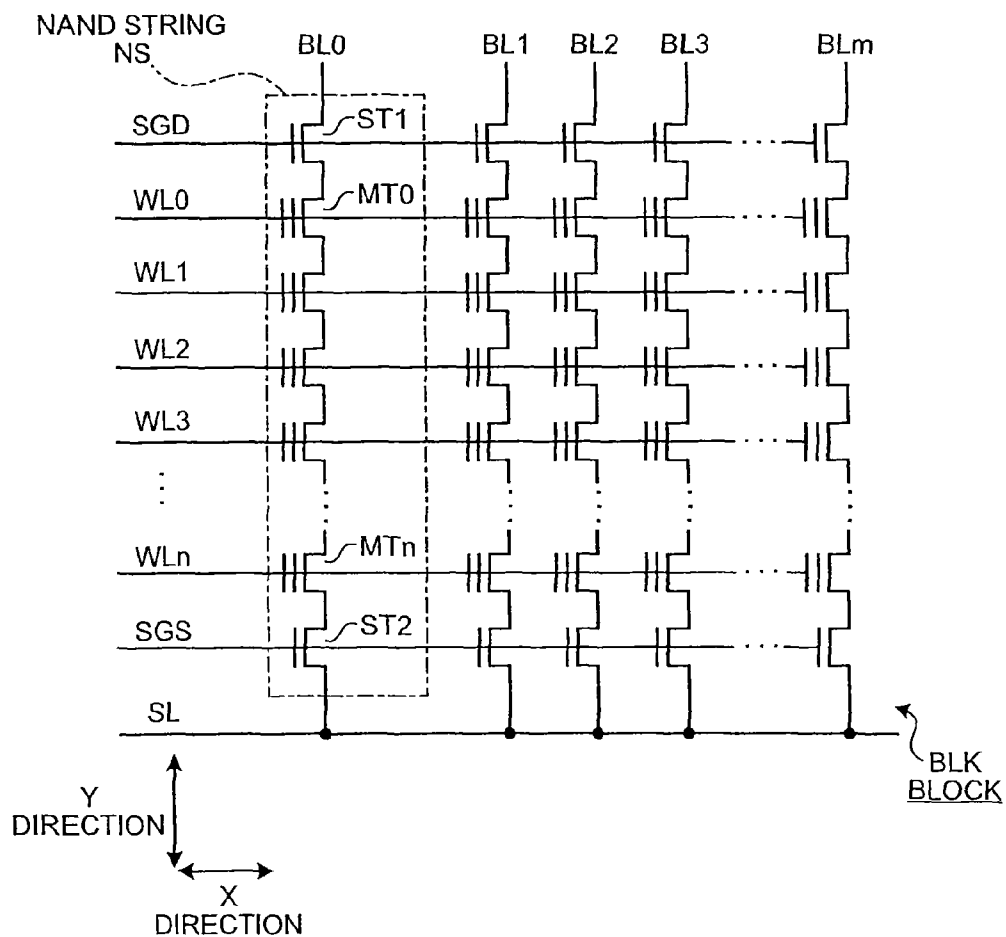 NAND STRING
NS
BL0 BL1 BL2 BL3 BLm
SGD
ST1
WL0
MT0
WL1
WL2
WL3
WLn
MTn
SGS
ST2
SL
BLK
BLOCK
Y
DIRECTION
X
DIRECTION